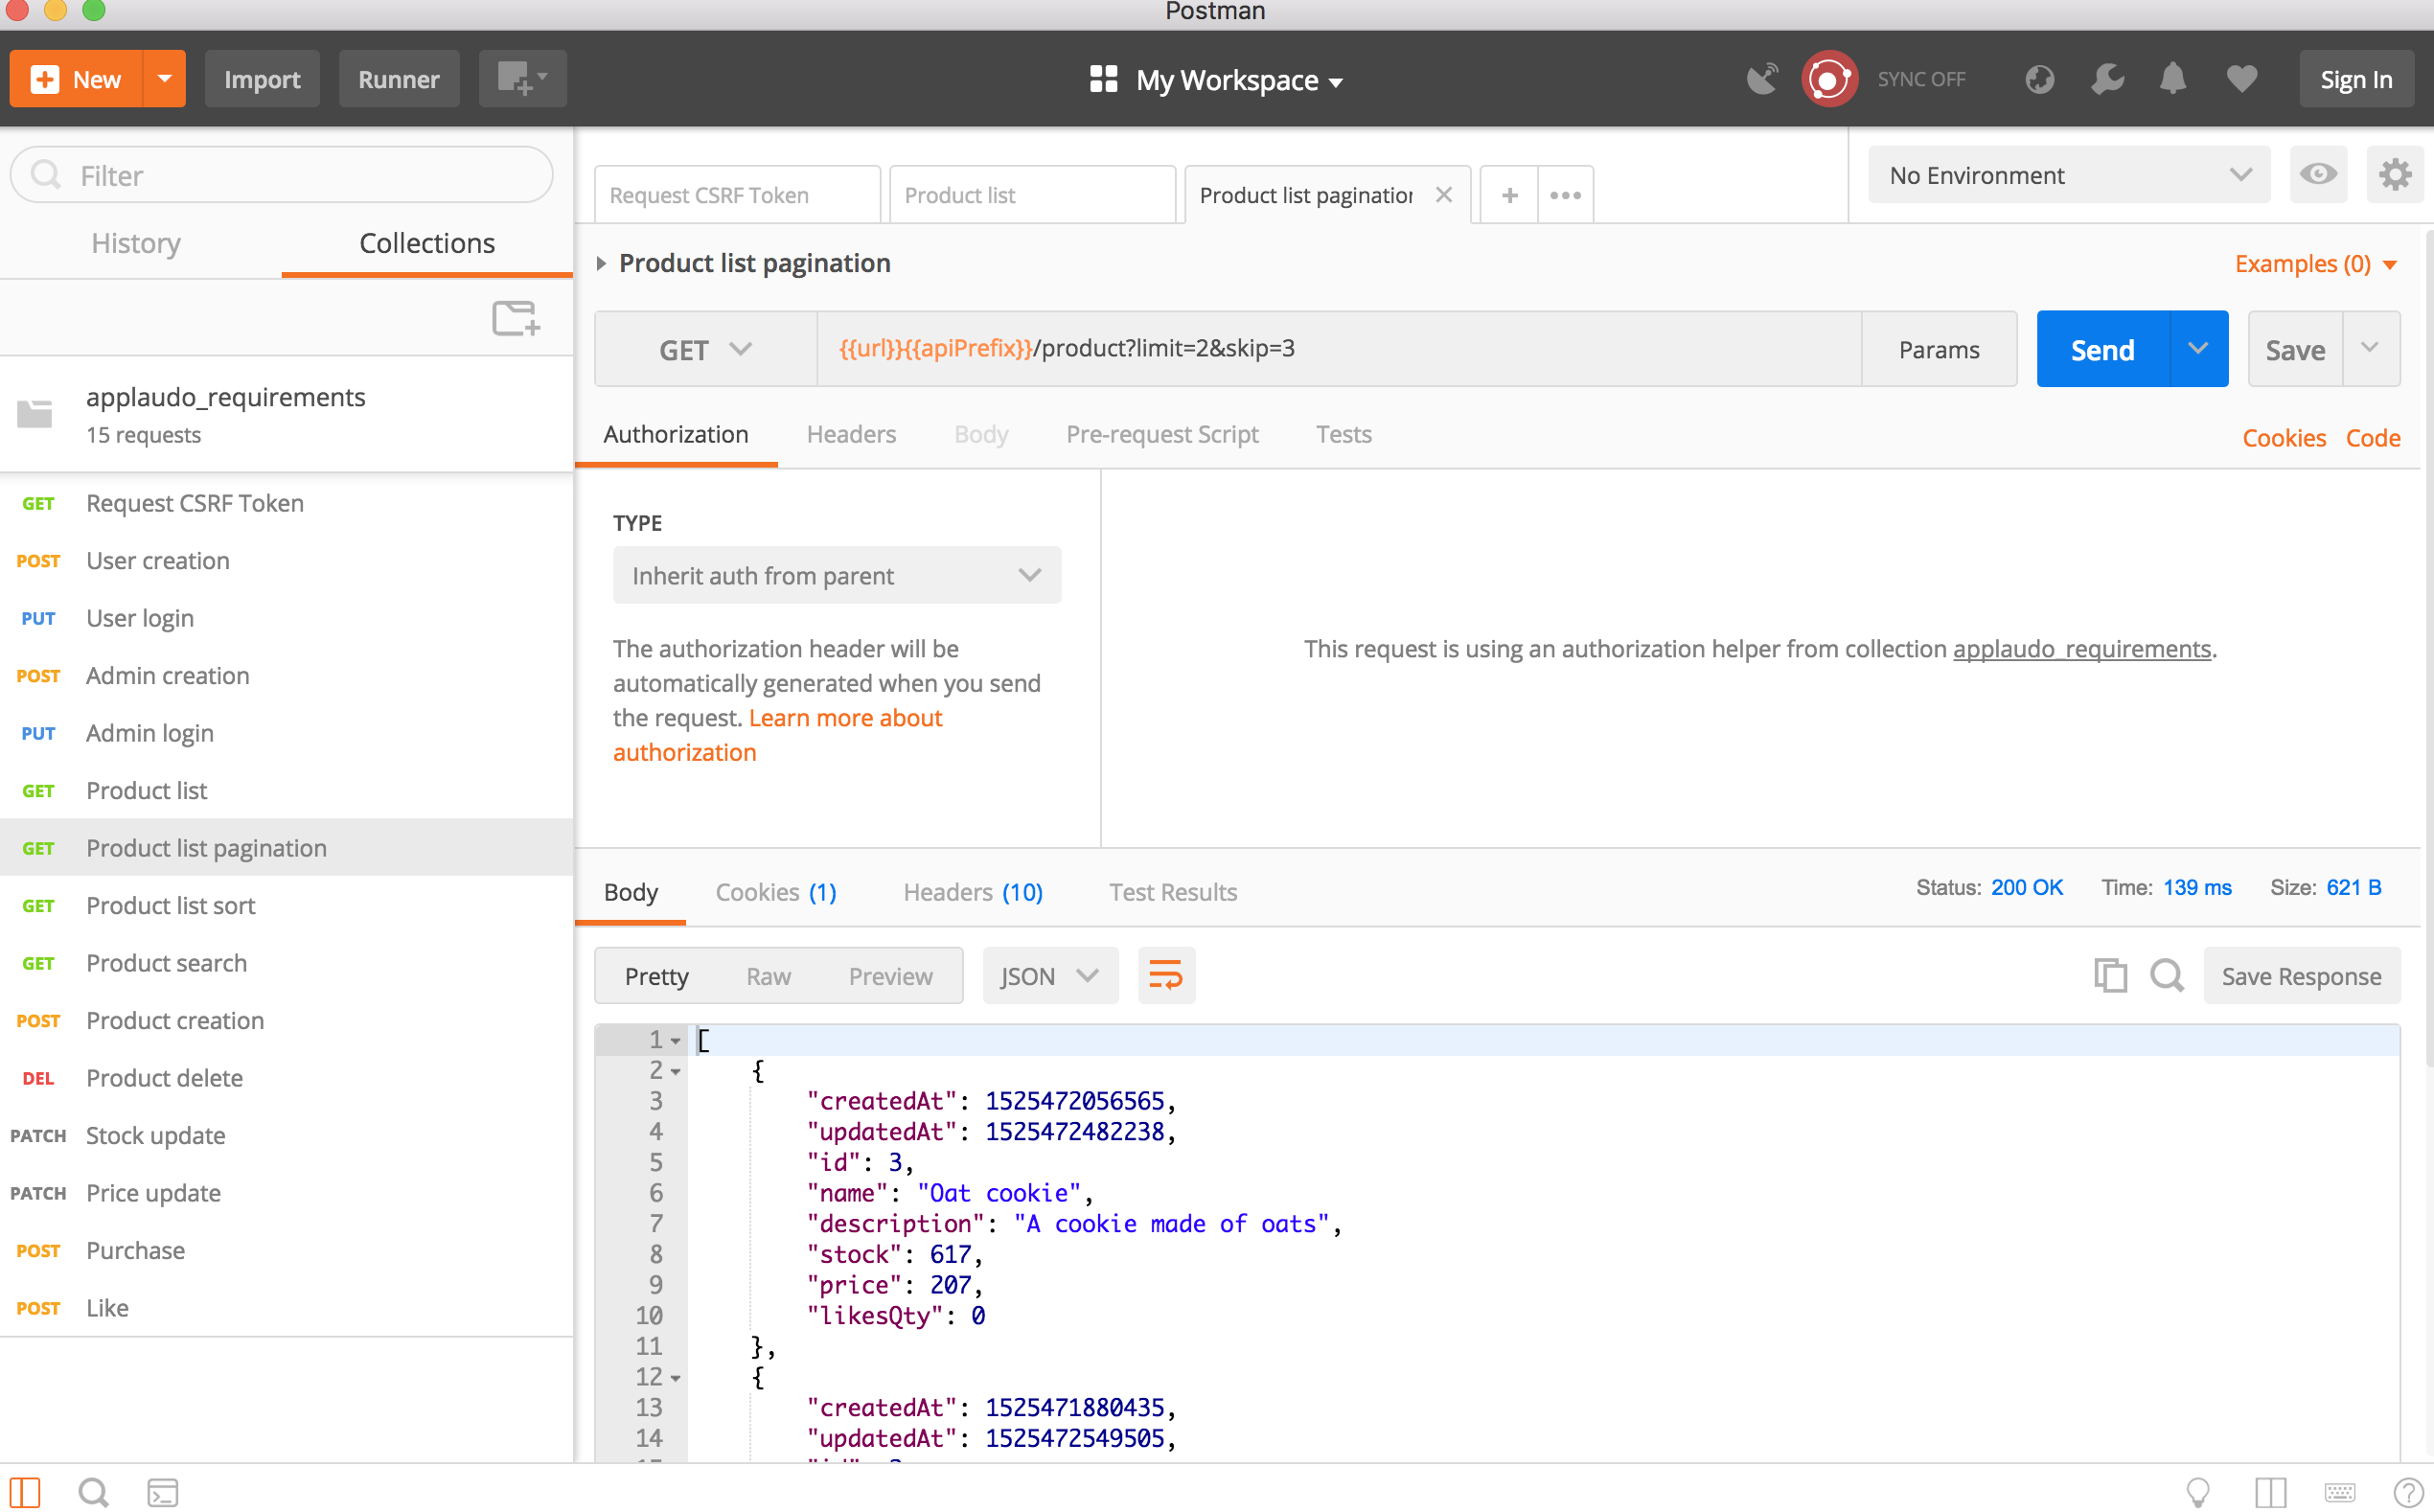 Postman
New
Import
Runner
My Workspace
SYNC OFF
Sign In
Filter
History
Collections
applaudo_requirements
15 requests
GET Request CSRF Token
POST User creation
PUT User login
POST Admin creation
PUT Admin login
GET Product list
GET Product list pagination
GET Product list sort
GET Product search
POST Product creation
DEL Product delete
PATCH Stock update
PATCH Price update
POST Purchase
POST Like
Request CSRF Token
Product list
Product list pagination
No Environment
Product list pagination
Examples (0)
GET
{{url}}{{apiPrefix}}/product?limit=2&skip=3
Params
Send
Save
Authorization
Headers
Body
Pre-request Script
Tests
Cookies
Code
TYPE
Inherit auth from parent
The authorization header will be
automatically generated when you send
the request. Learn more about
authorization
This request is using an authorization helper from collection applaudo_requirements.
Body
Cookies (1)
Headers (10)
Test Results
Status: 200 OK
Time: 139 ms
Size: 621 B
Pretty
Raw
Preview
JSON
Save Response
1 [
2 {
3 "createdAt": 1525472056565,
4 "updatedAt": 1525472482238,
5 "id": 3,
6 "name": "Oat cookie",
7 "description": "A cookie made of oats",
8 "stock": 617,
9 "price": 207,
10 "likesQty": 0
11 },
12 {
13 "createdAt": 1525471880435,
14 "updatedAt": 1525472549505,